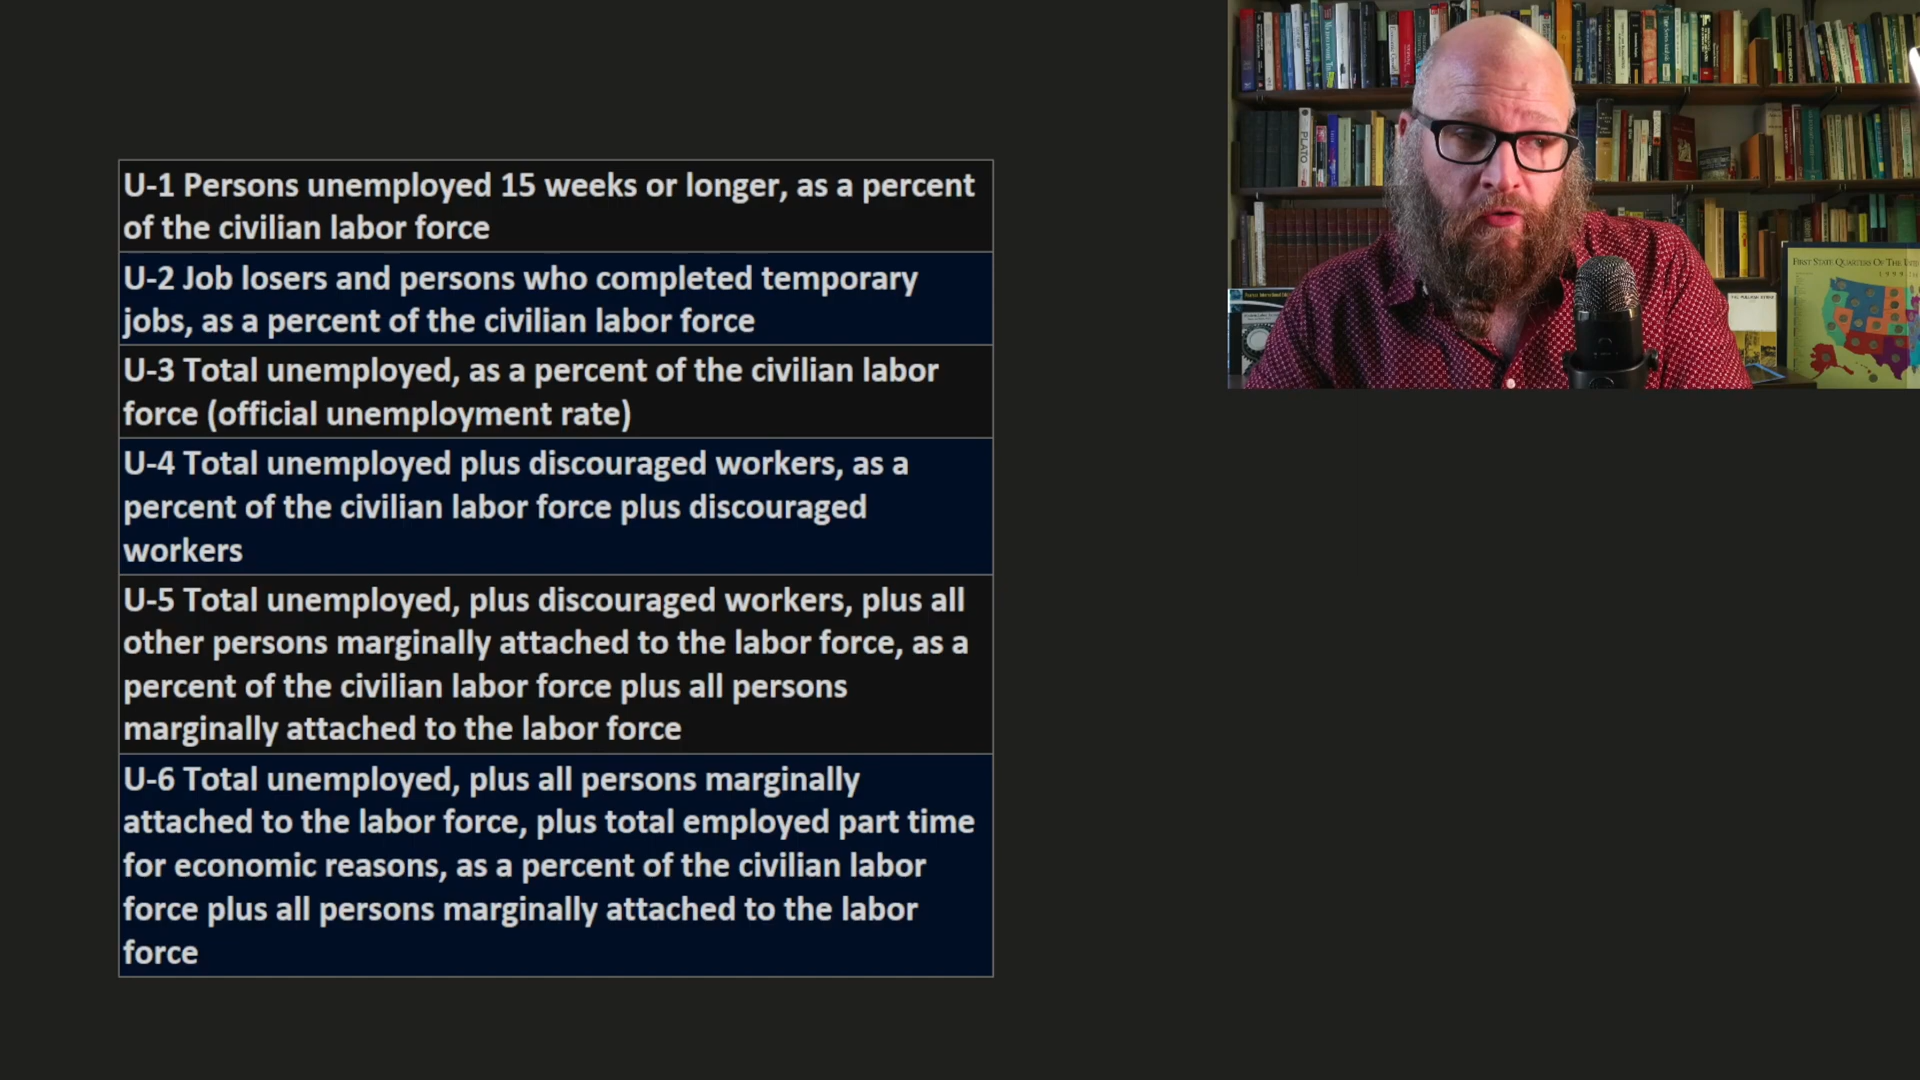 U-1 Persons unemployed 15 weeks or longer, as a percent
of the civilian labor force
U-2 Job losers and persons who completed temporary
jobs, as a percent of the civilian labor force
U-3 Total unemployed, as a percent of the civilian labor
force (official unemployment rate)
U-4 Total unemployed plus discouraged workers, as a
percent of the civilian labor force plus discouraged
workers
U-5 Total unemployed, plus discouraged workers, plus all
other persons marginally attached to the labor force, as a
percent of the civilian labor force plus all persons
marginally attached to the labor force
U-6 Total unemployed, plus all persons marginally
attached to the labor force, plus total employed part time
for economic reasons, as a percent of the civilian labor
force plus all persons marginally attached to the labor
force
PLATO
FIRST STATE QUARTERS OF THE